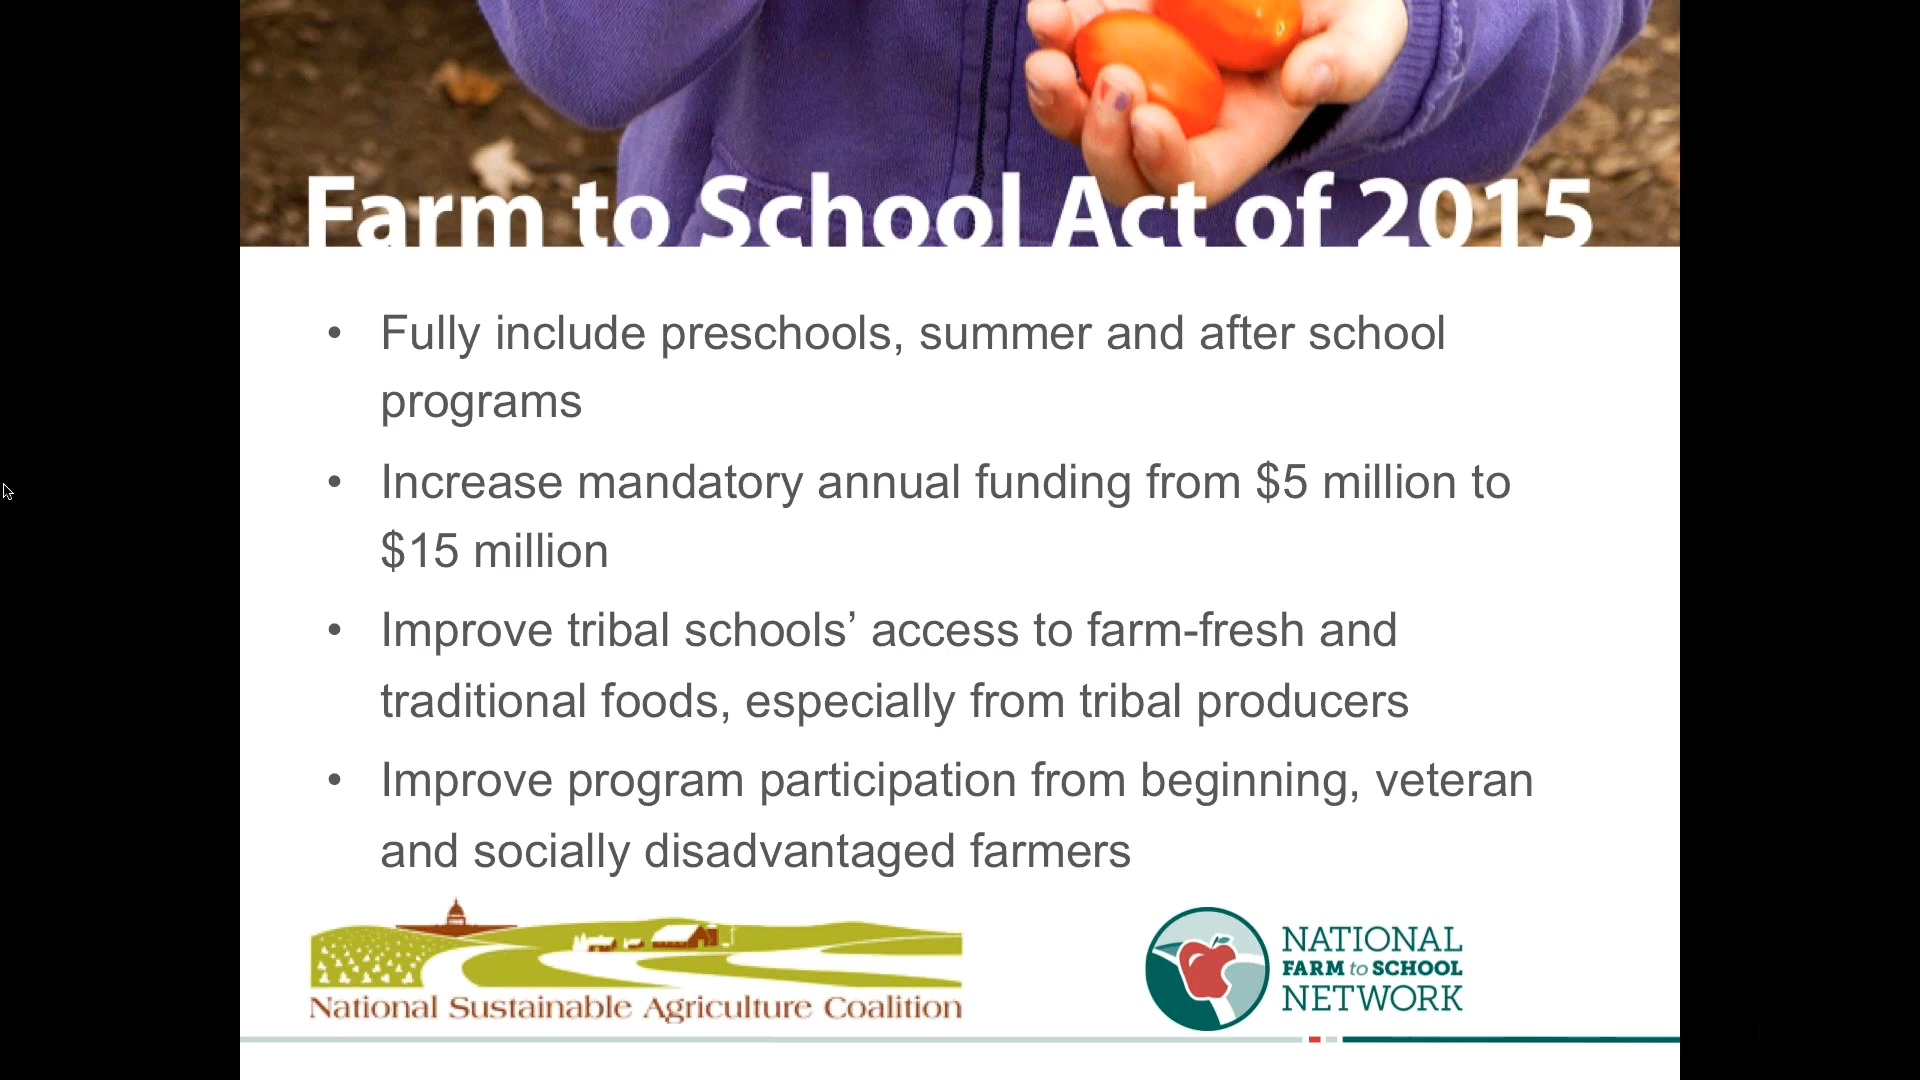 Farm to School Act of 2015
• Fully include preschools, summer and after school
programs
• Increase mandatory annual funding from $5 million to
$15 million
• Improve tribal schools’ access to farm-fresh and
traditional foods, especially from tribal producers
• Improve program participation from beginning, veteran
and socially disadvantaged farmers
National Sustainable Agriculture Coalition
NATIONAL
FARM to SCHOOL
NETWORK